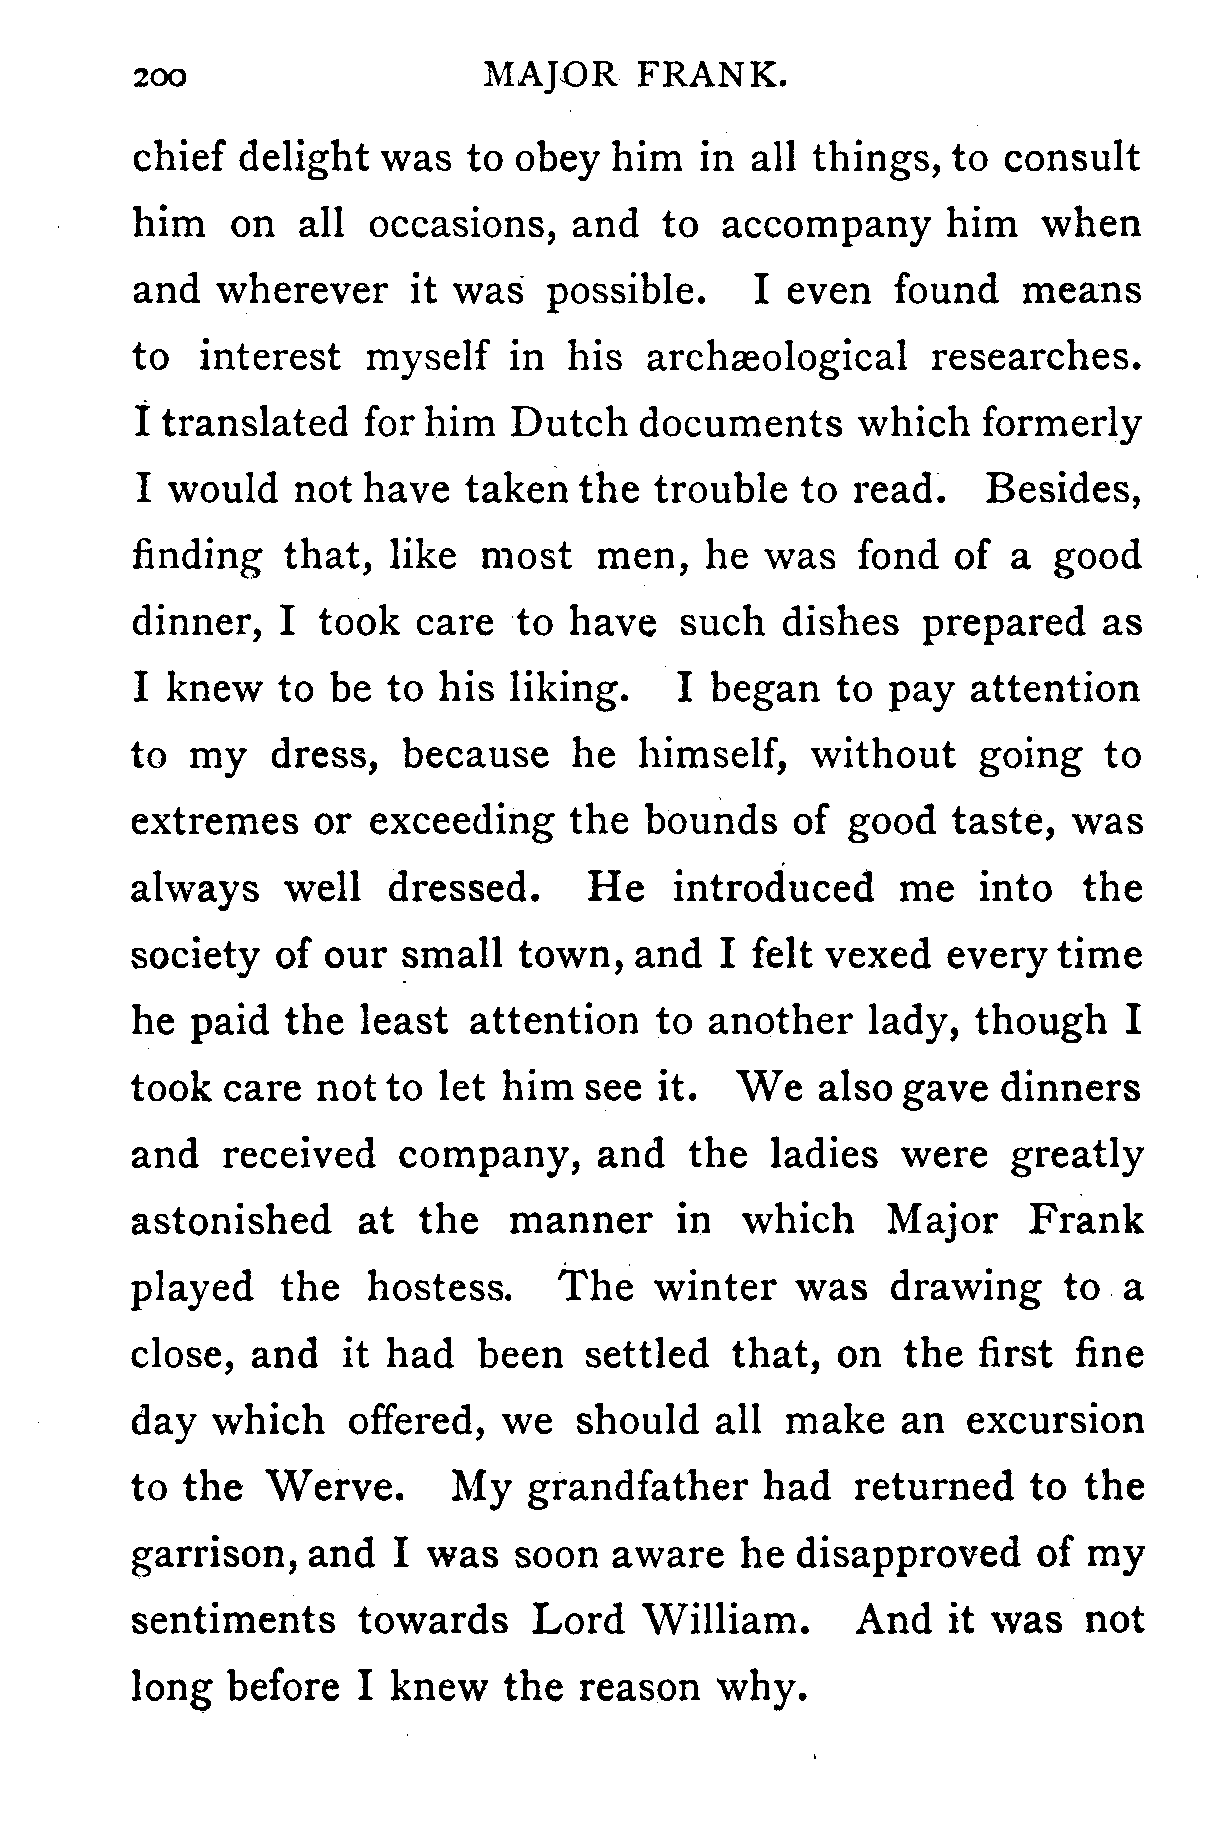 200 MAJOR FRANK.
chief delight was to obey him in all things, to consult
him on all occasions, and to accompany him when
and wherever it was possible. I even found means
to interest myself in his archæological researches.
I translated for him Dutch documents which formerly
I would not have taken the trouble to read. Besides,
finding that, like most men, he was fond of a good
dinner, I took care to have such dishes prepared as
I knew to be to his liking. I began to pay attention
to my dress, because he himself, without going to
extremes or exceeding the bounds of good taste, was
always well dressed. He introduced me into the
society of our small town, and I felt vexed every time
he paid the least attention to another lady, though I
took care not to let him see it. We also gave dinners
and received company, and the ladies were greatly
astonished at the manner in which Major Frank
played the hostess. The winter was drawing to a
close, and it had been settled that, on the first fine
day which offered, we should all make an excursion
to the Werve. My grandfather had returned to the
garrison, and I was soon aware he disapproved of my
sentiments towards Lord William. And it was not
long before I knew the reason why.